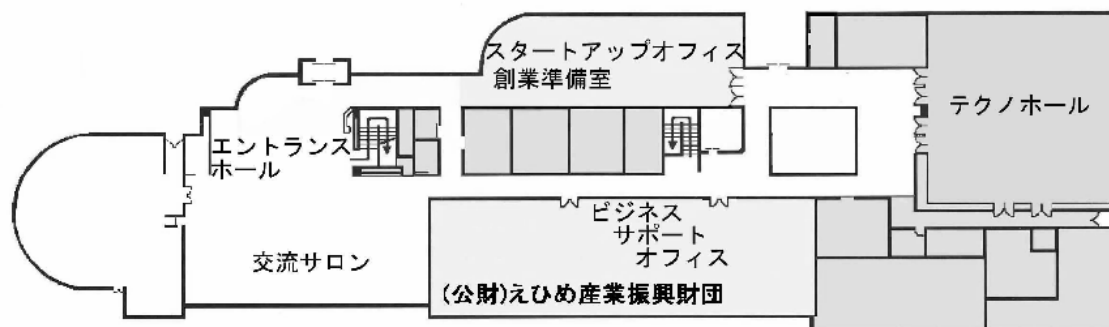 スタートアップオフィス
創業準備室
テクノホール
エントランス
ホール
ビジネス
サポート
オフィス
交流サロン
(公財)えひめ産業振興財団